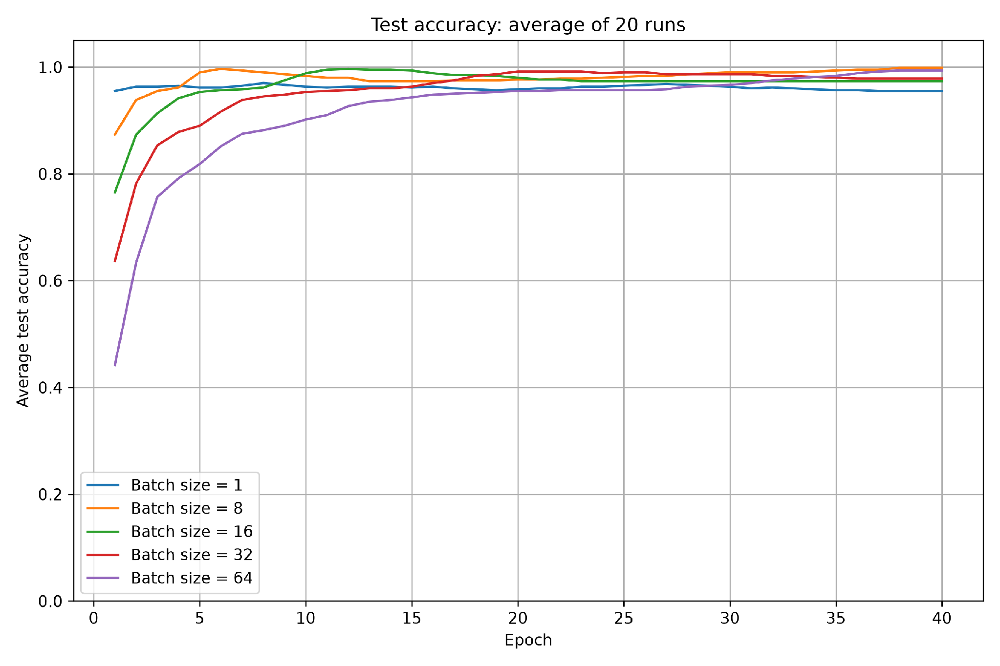 Test accuracy: average of 20 runs
Average test accuracy
1.0
0.8
0.6
0.4
0.2
0.0
Batch size = 1
Batch size = 8
Batch size = 16
Batch size = 32
Batch size = 64
0 5 10 15 20 25 30 35 40
Epoch